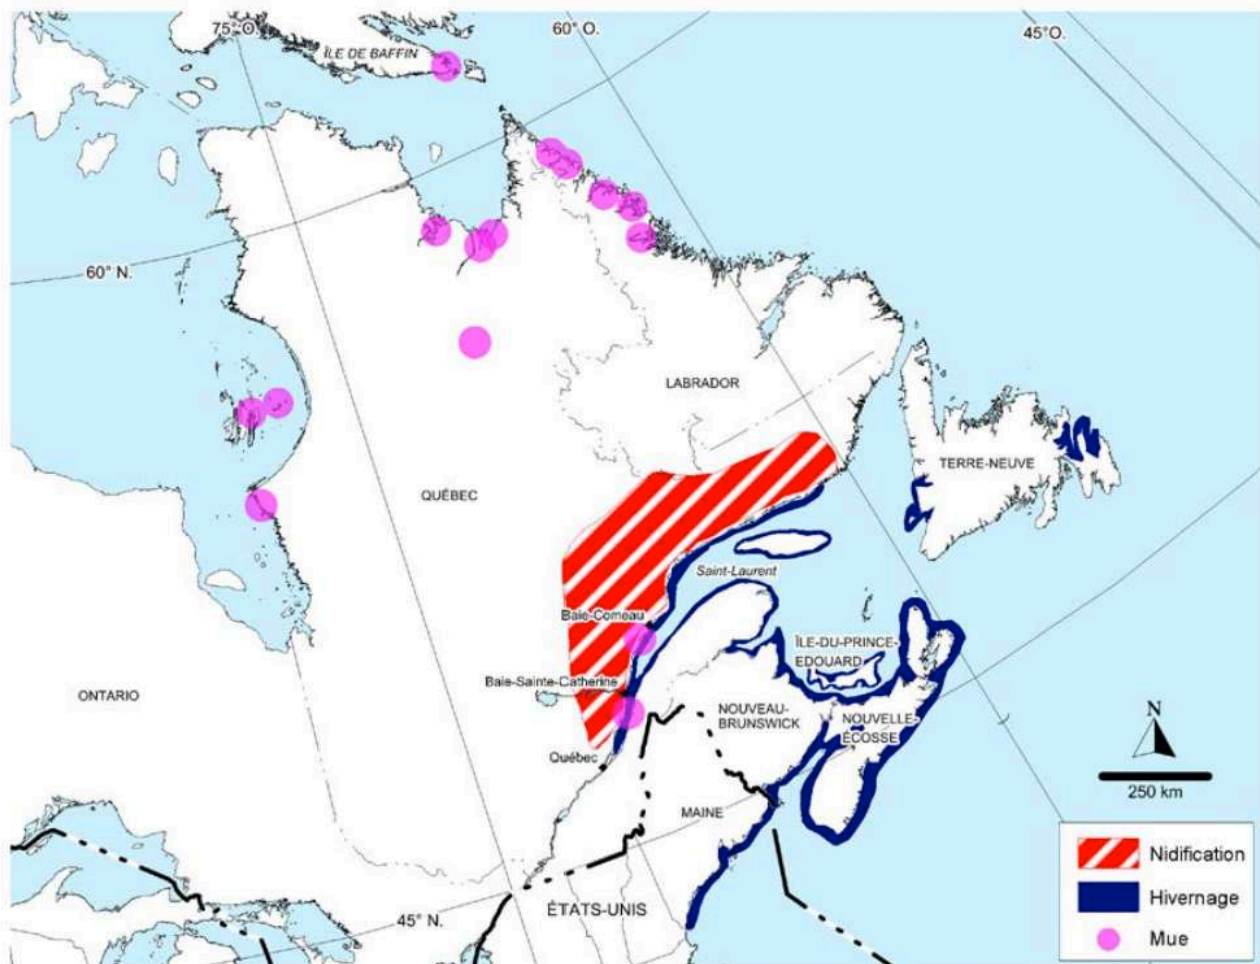 75° O.
60° O.
45°O.
ÎLE DE BAFFIN
60° N.
LABRADOR
TERRE-NEUVE
QUÉBEC
Saint-Laurent
Baie-Comeau
ÎLE-DU-PRINCE-
EDOUARD
Baie-Sainte-Catherine
ONTARIO
NOUVEAU-
BRUNSWICK
NOUVELLE-
ÉCOSSE
N
Québec
250 km
MAINE
Nidification
Hivernage
ÉTATS-UNIS
45° N.
Mue